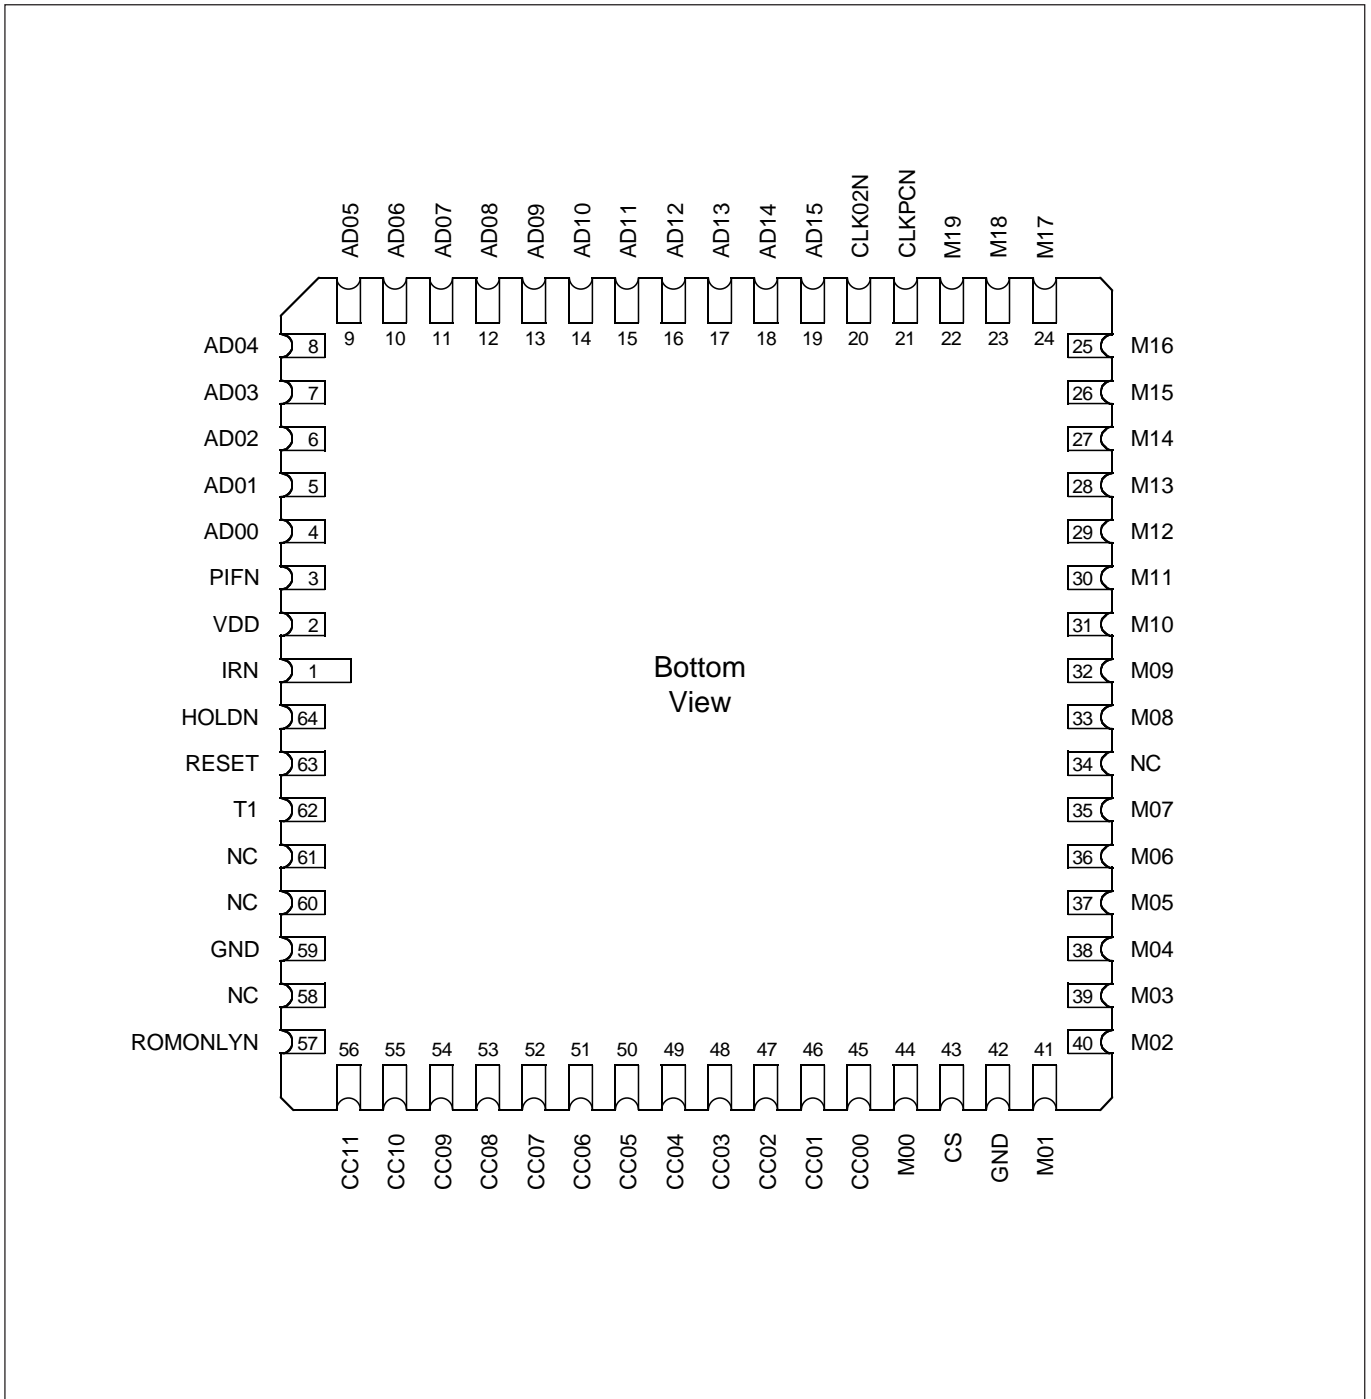 AD05 AD06 AD07 AD08 AD09 AD10 AD11 AD12 AD13 AD14 AD15 CLK02N CLKPCN M19 M18 M17
9 10 11 12 13 14 15 16 17 18 19 20 21 22 23 24
AD04 8 25 M16
AD03 7 26 M15
AD02 6 27 M14
AD01 5 28 M13
AD00 4 29 M12
PIFN 3 30 M11
VDD 2 31 M10
IRN 1 32 M09
Bottom
View
HOLDN 64 33 M08
RESET 63 34 NC
T1 62 35 M07
NC 61 36 M06
NC 60 37 M05
GND 59 38 M04
NC 58 39 M03
ROMONLYN 57 40 M02
56 55 54 53 52 51 50 49 48 47 46 45 44 43 42 41
CC11 CC10 CC09 CC08 CC07 CC06 CC05 CC04 CC03 CC02 CC01 CC00 M00 CS GND M01